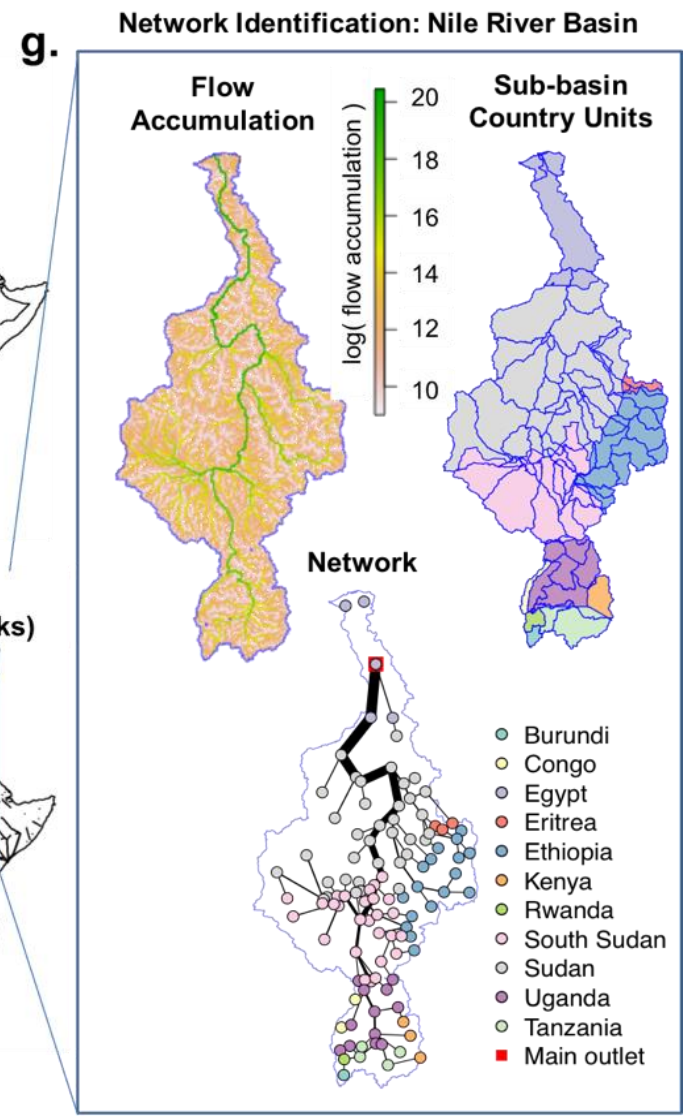 g.
Network Identification: Nile River Basin
Flow
Accumulation
Sub-basin
Country Units
log( flow accumulation )
20
18
16
14
12
10
ks)
Network
Burundi
Congo
Egypt
Eritrea
Ethiopia
Kenya
Rwanda
South Sudan
Sudan
Uganda
Tanzania
Main outlet